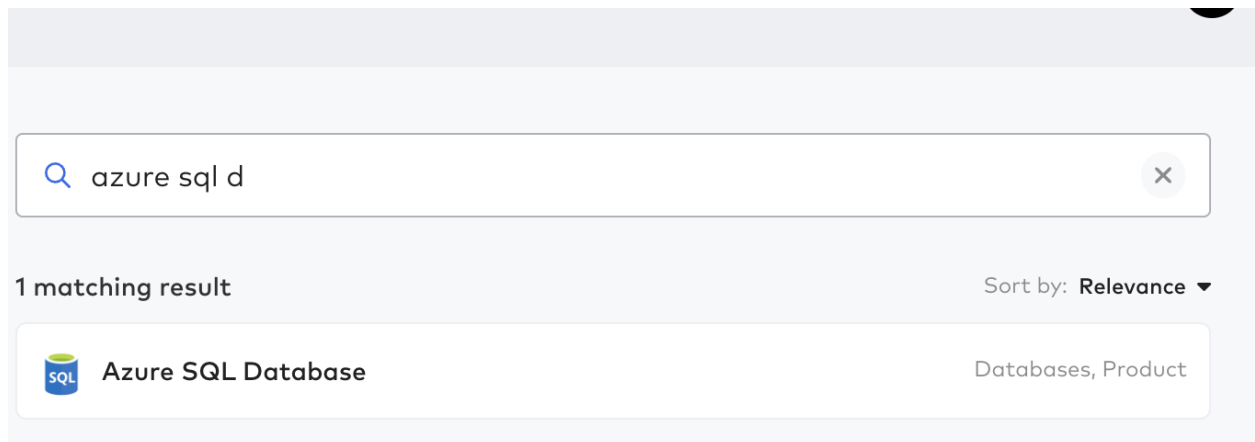 azure sql d
1 matching result
Sort by: Relevance
SQL
Azure SQL Database
Databases, Product